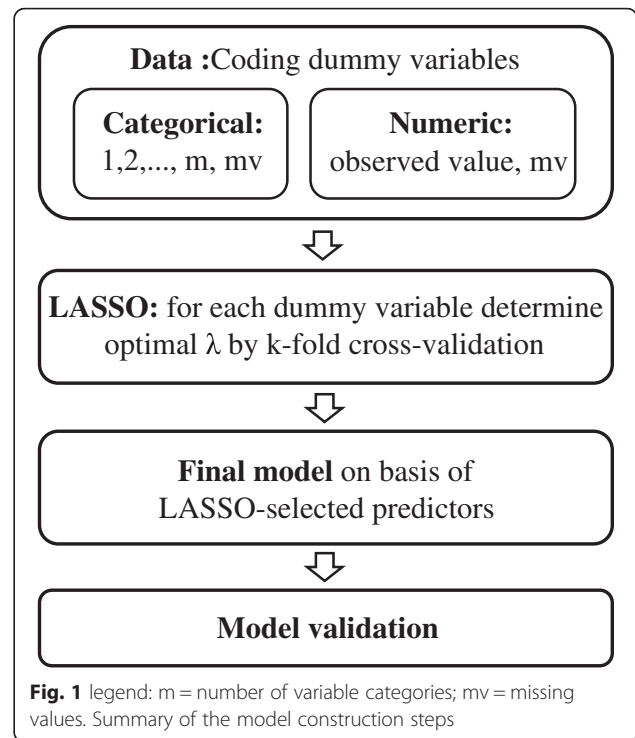 Data :Coding dummy variables
Categorical:
1,2,..., m, mv
Numeric:
observed value, mv
LASSO: for each dummy variable determine
optimal λ by k-fold cross-validation
Final model on basis of
LASSO-selected predictors
Model validation
Fig. 1 legend: m = number of variable categories; mv = missing
values. Summary of the model construction steps